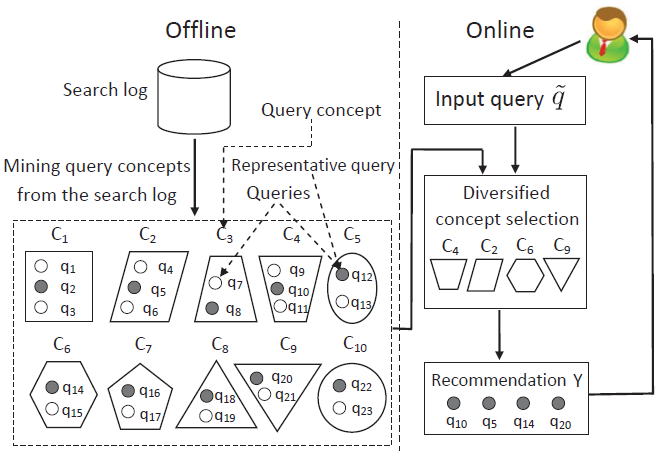 Offline
Online
Search log
Query concept
Input query q̃
Mining query concepts
from the search log
Representative query
Queries
Diversified
concept selection
C4 C2 C6 C9
C1 C2 C3 C4 C5
q1 q4 q7 q9 q12
q2 q5 q8 q10 q13
q3 q6 q11
C6 C7 C8 C9 C10
q14 q16 q18 q20 q22
q15 q17 q19 q21 q23
Recommendation Y
q10 q5 q14 q20